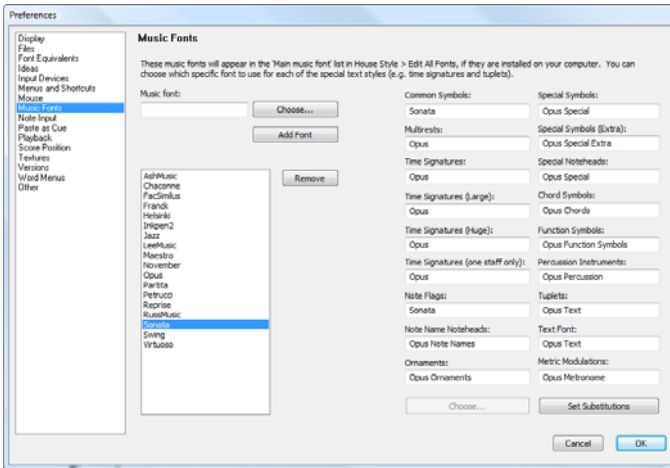 Preferences
Display
Files
Font Equivalents
Ideas
Input Devices
Menus and Shortcuts
Mouse
Music Fonts
Note Input
Paste as Cue
Playback
Score Position
Textures
Versions
Word Menus
Other
Music Fonts
These music fonts will appear in the 'Main music font' list in House Style > Edit All Fonts, if they are installed on your computer. You can
choose which specific font to use for each of the special text styles (e.g. time signatures and tuplets).
Music font:
Choose...
Add Font
Remove
AshMusic
Chaconne
FacSimilus
Franck
Helsinki
Inkpen2
Jazz
LeeMusic
Maestro
November
Opus
Partita
Petrucci
Reprise
RussMusic
Sonata
Swing
Virtuoso
Common Symbols:
Sonata
Multirests:
Opus
Time Signatures:
Opus
Time Signatures (Large):
Opus
Time Signatures (Huge):
Opus
Time Signatures (one staff only):
Opus
Note Flags:
Sonata
Note Name Noteheads:
Opus Note Names
Ornaments:
Opus Ornaments
Choose...
Special Symbols:
Opus Special
Special Symbols (Extra):
Opus Special Extra
Special Noteheads:
Opus Special
Chord Symbols:
Opus Chords
Function Symbols:
Opus Function Symbols
Percussion Instruments:
Opus Percussion
Tuplets:
Opus Text
Text Font:
Opus Text
Metric Modulations:
Opus Metronome
Set Substitutions
Cancel
OK